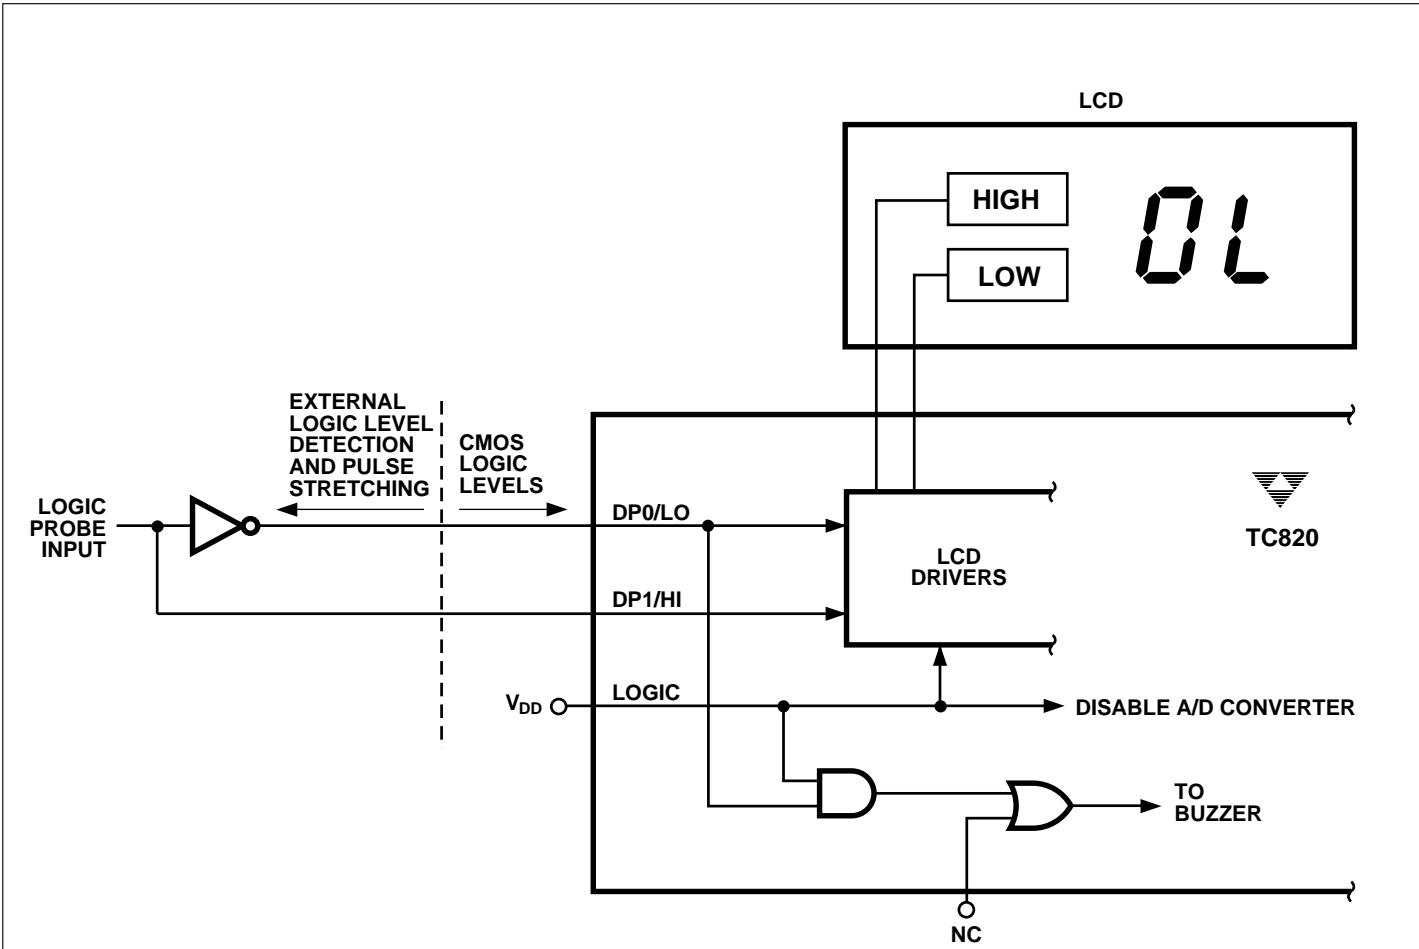 LCD
HIGH
LOW
OL
EXTERNAL
LOGIC LEVEL
DETECTION
AND PULSE
STRETCHING
CMOS
LOGIC
LEVELS
LOGIC
PROBE
INPUT
DP0/LO
DP1/HI
LCD
DRIVERS
TC820
VDD
LOGIC
DISABLE A/D CONVERTER
TO
BUZZER
NC